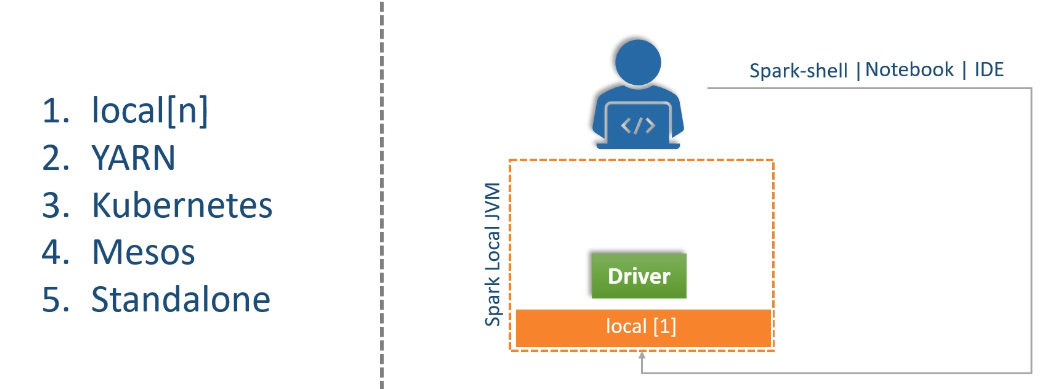 1. local[n]
2. YARN
3. Kubernetes
4. Mesos
5. Standalone
Spark-shell | Notebook | IDE
</>
Spark Local JVM
Driver
local [1]